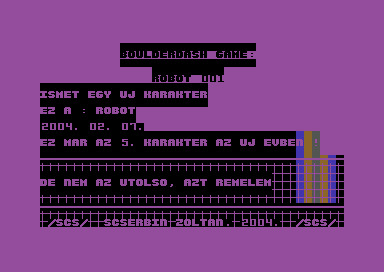 BOULDERDASH GAME:
ROBOT 001
ISMET EGY UJ KARAKTER
EZ A : ROBOT
2004. 02. 07.
EZ MAR AZ 5. KARAKTER AZ UJ EVBEN !
DE NEM AZ UTOLSO, AZT REMELEM
/SCS/ SCSERBIN ZOLTAN. 2004. /SCS/